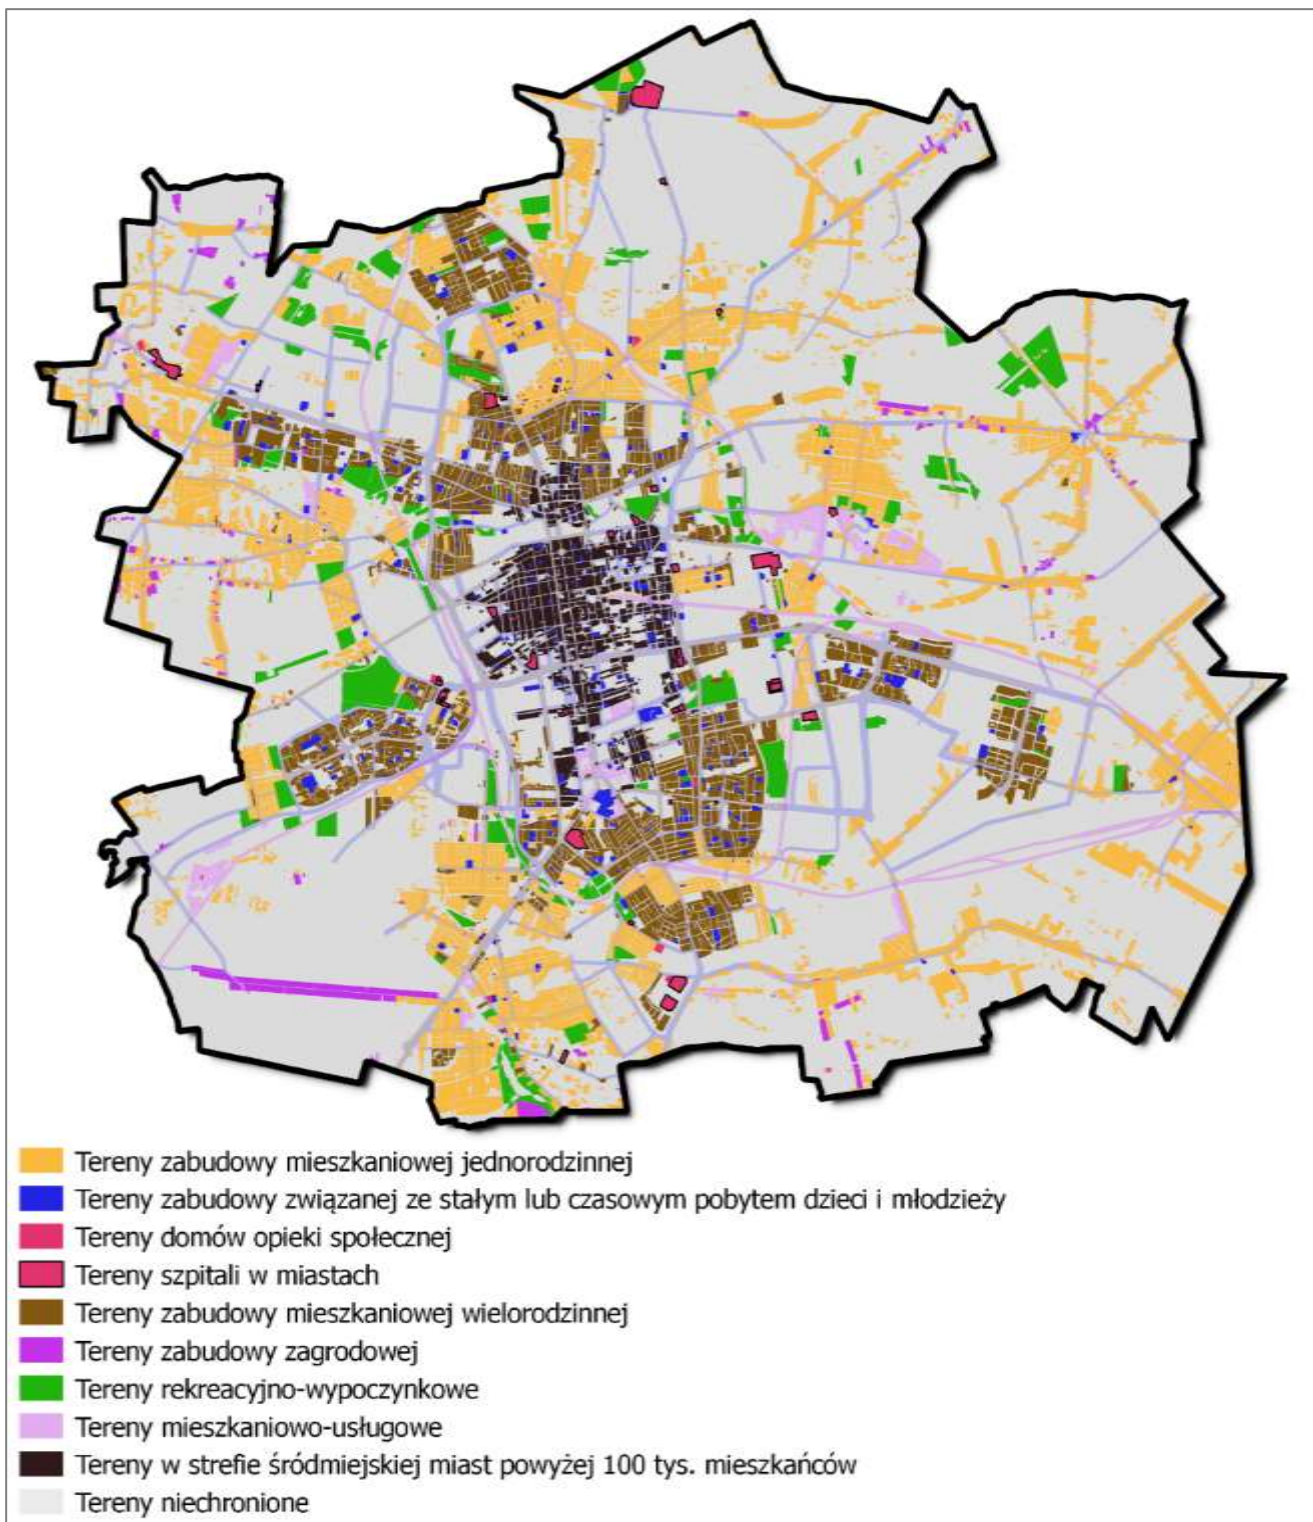 Tereny zabudowy mieszkaniowej jednorodzinnej
Tereny zabudowy związanej ze stałym lub czasowym pobytem dzieci i młodzieży
Tereny domów opieki społecznej
Tereny szpitali w miastach
Tereny zabudowy mieszkaniowej wielorodzinnej
Tereny zabudowy zagrodowej
Tereny rekreacyjno-wypoczynkowe
Tereny mieszkaniowo-usługowe
Tereny w strefie śródmiejskiej miast powyżej 100 tys. mieszkańców
Tereny niechronione